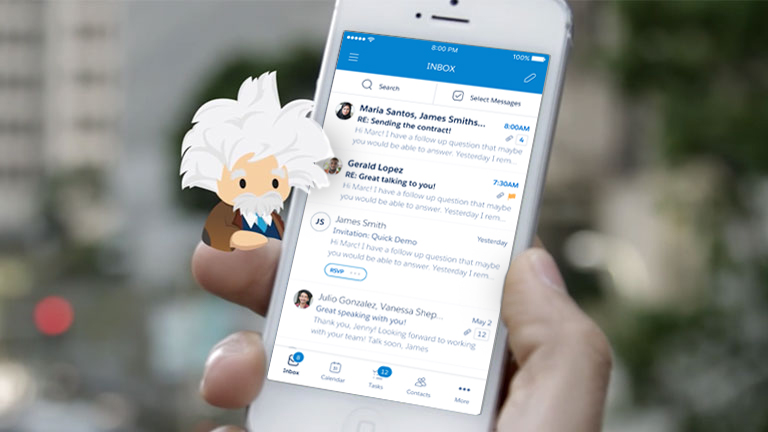 8:00 PM
100%
INBOX
Search
Select Messages
Maria Santos, James Smiths...
8:00AM
RE: Sending the contract!
4
Hi Marc! I have a follow up question that maybe
you would be able to answer. Yesterday I rem...
Gerald Lopez
7:30AM
RE: Great talking to you!
Hi Marc! I have a follow up question that maybe
you would be able to answer. Yesterday I rem...
JS
James Smith
Yesterday
Invitation: Quick Demo
Hi Marc! I have a follow up question that maybe
you would be able to answer. Yesterday I rem...
RSVP ...
Julio Gonzalez, Vanessa Shep...
May 2
Great speaking with you!
12
Thank you, Jenny! Looking forward to working
with your team! Talk soon, James
8
12
Inbox
Calendar
Tasks
Contacts
More